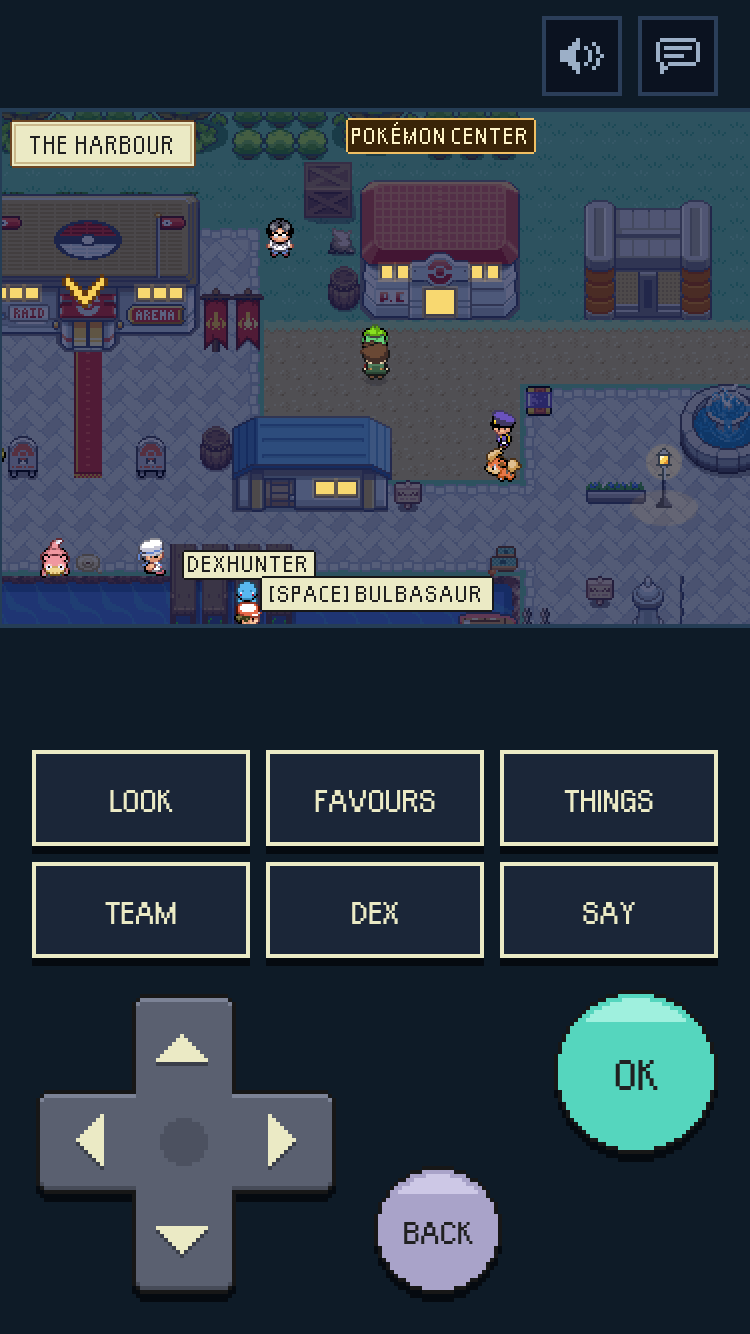 THE HARBOUR
POKÉMON CENTER
P.C
RAID
ARENA
DEXHUNTER
[SPACE] BULBASAUR
LOOK
FAVOURS
THINGS
TEAM
DEX
SAY
OK
BACK